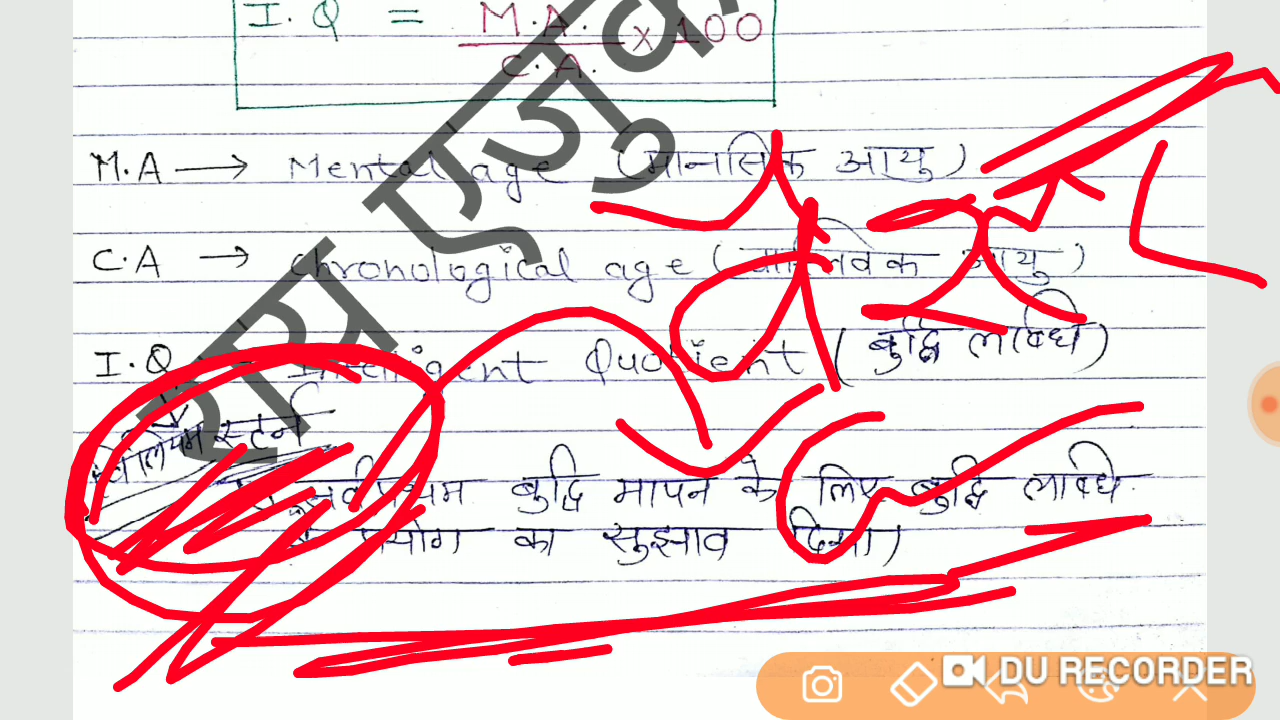 I.Q = M.A. × 100
C.A.
M.A → Mental age (मानसिक आयु)
C.A → Chronological age (वास्तविक आयु)
I.Q → Intelligent Quotient (बुद्धि लब्धि)
विलियम स्टर्न
सर्वप्रथम बुद्धि मापन के लिए बुद्धि लब्धि
के प्रयोग का सुझाव दिया।
DU RECORDER